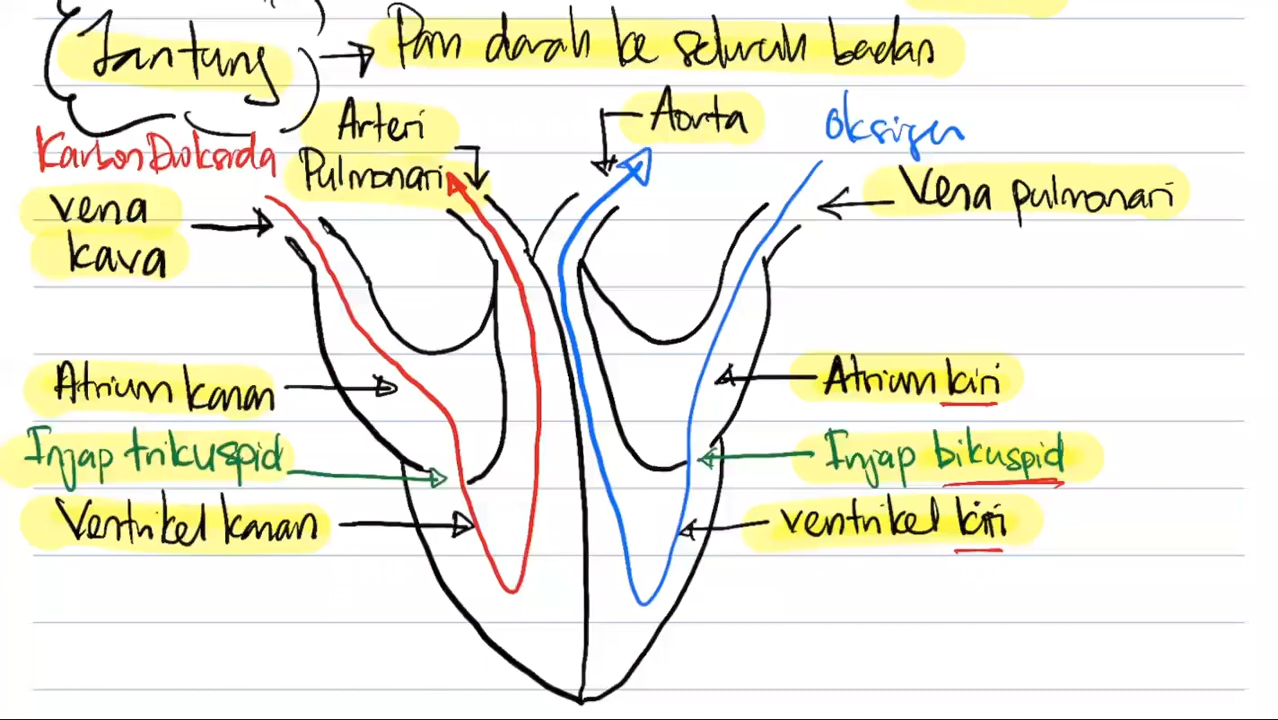 Jantung → Pam darah ke seluruh badan
Karbon Dioksida
Arteri
Pulmonari
Aorta
Oksigen
vena
kava
Vena pulmonari
Atrium kanan
Atrium kiri
Injap trikuspid
Injap bikuspid
Ventrikel kanan
ventrikel kiri